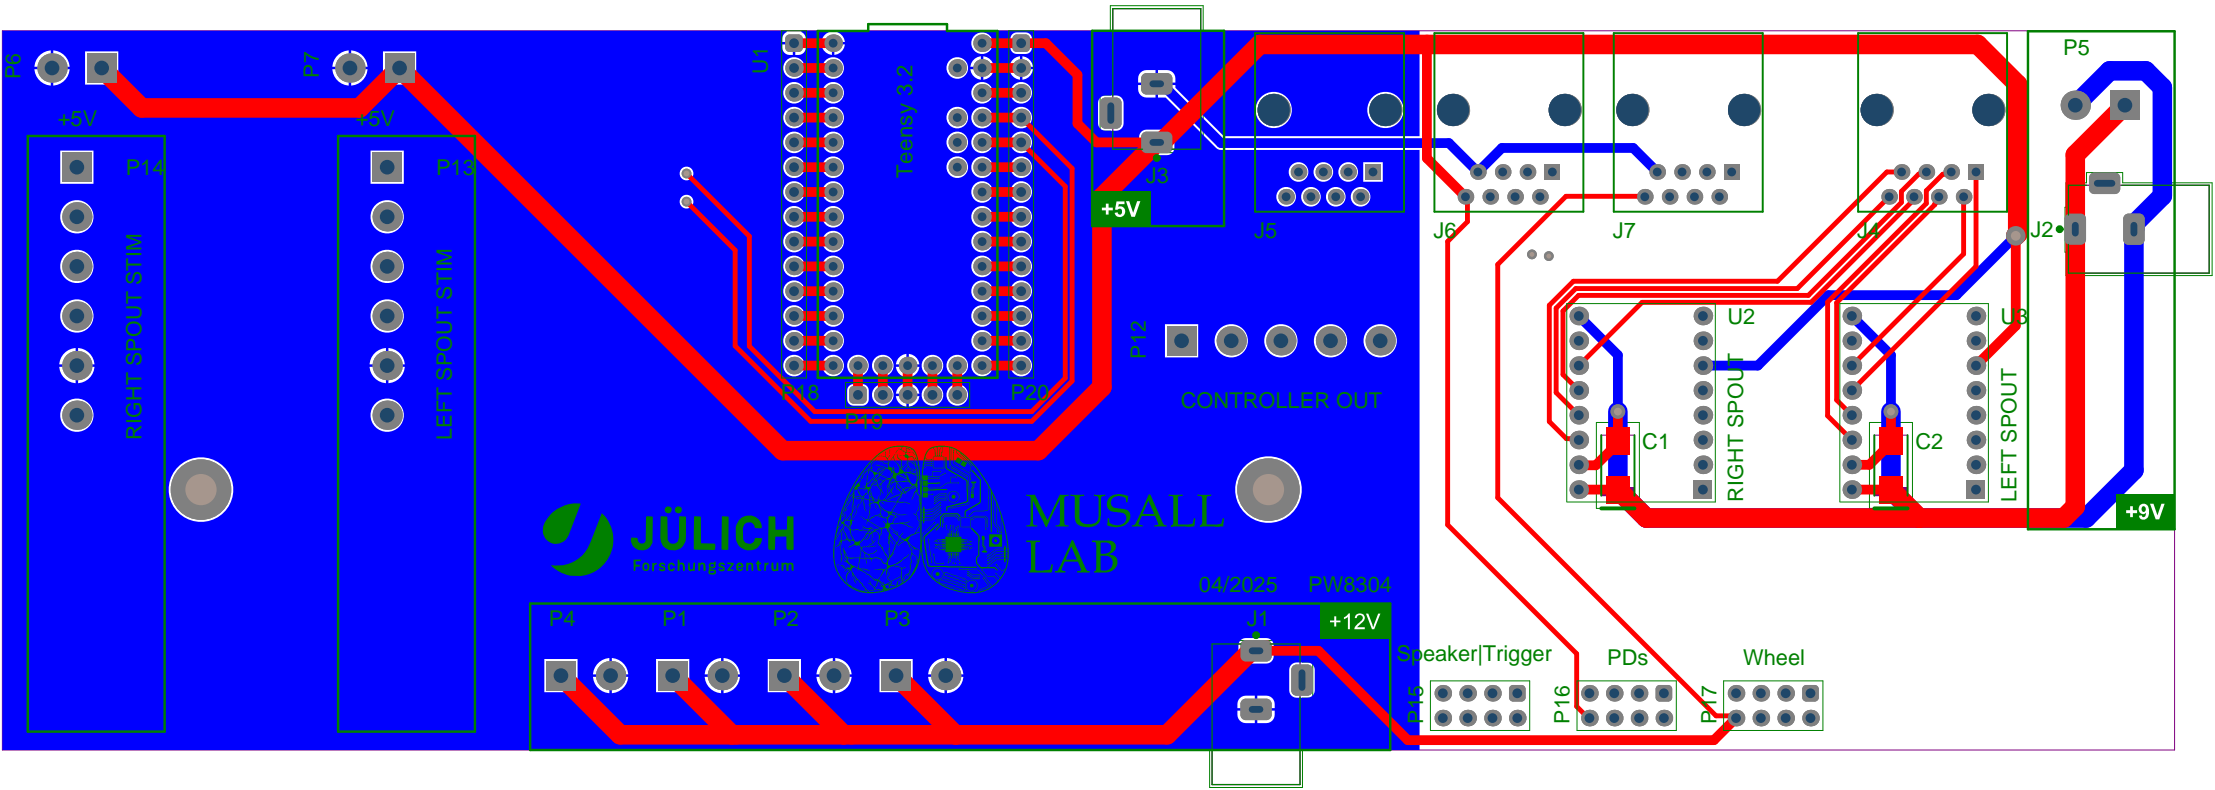 P6
+5V
P14
RIGHT SPOUT STIM
P7
+5V
P13
LEFT SPOUT STIM
U1
Teensy 3.2
P18
P19
P20
J3
+5V
P12
CONTROLLER OUT
J5
J6
J7
J4
P5
J2
U2
C1
RIGHT SPOUT
U3
C2
LEFT SPOUT
+9V
JÜLICH
Forschungszentrum
MUSALL
LAB
04/2025
PW8304
P4
P1
P2
P3
J1
+12V
Speaker|Trigger
P15
PDs
P16
Wheel
P17